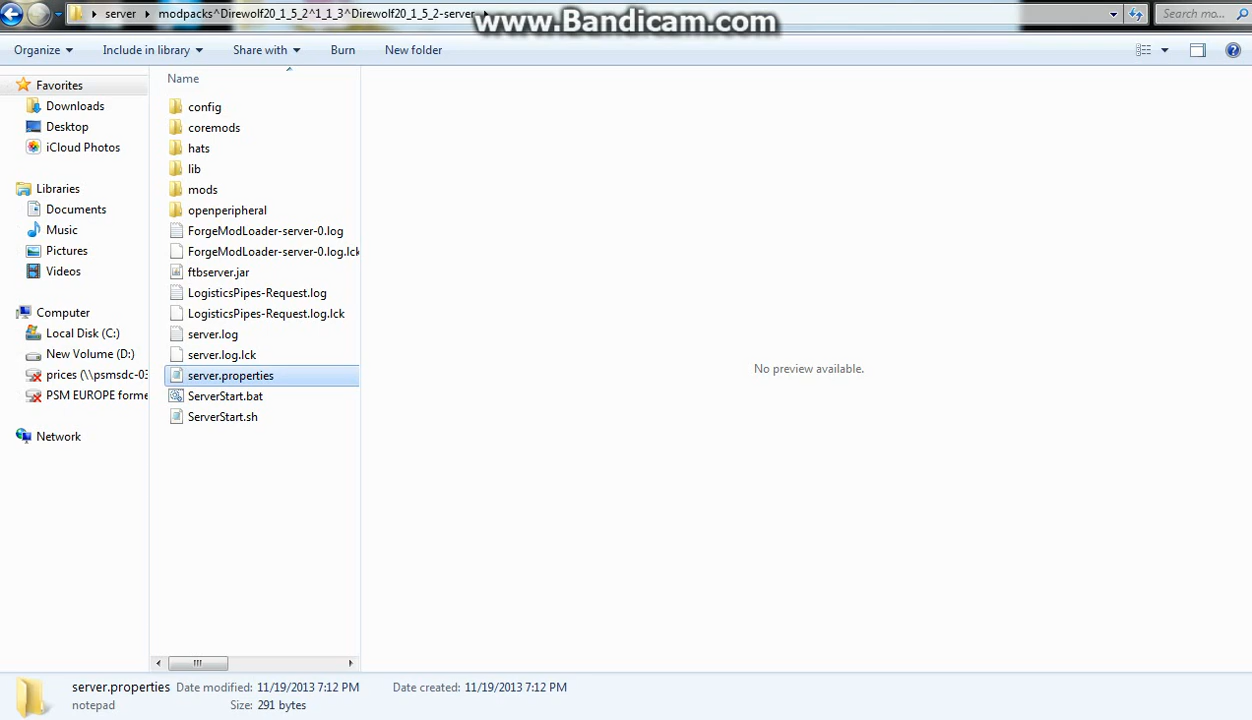 server
modpacks^Direwolf20_1_5_2^1_1_3^Direwolf20_1_5_2-server
www.Bandicam.com
Search mo...
Organize
Include in library
Share with
Burn
New folder
Favorites
Downloads
Desktop
iCloud Photos
Libraries
Documents
Music
Pictures
Videos
Computer
Local Disk (C:)
New Volume (D:)
prices (\\psmsdc-03
PSM EUROPE forme
Network
Name
config
coremods
hats
lib
mods
openperipheral
ForgeModLoader-server-0.log
ForgeModLoader-server-0.log.lck
ftbserver.jar
LogisticsPipes-Request.log
LogisticsPipes-Request.log.lck
server.log
server.log.lck
server.properties
ServerStart.bat
ServerStart.sh
No preview available.
server.properties Date modified: 11/19/2013 7:12 PM Date created: 11/19/2013 7:12 PM
notepad Size: 291 bytes